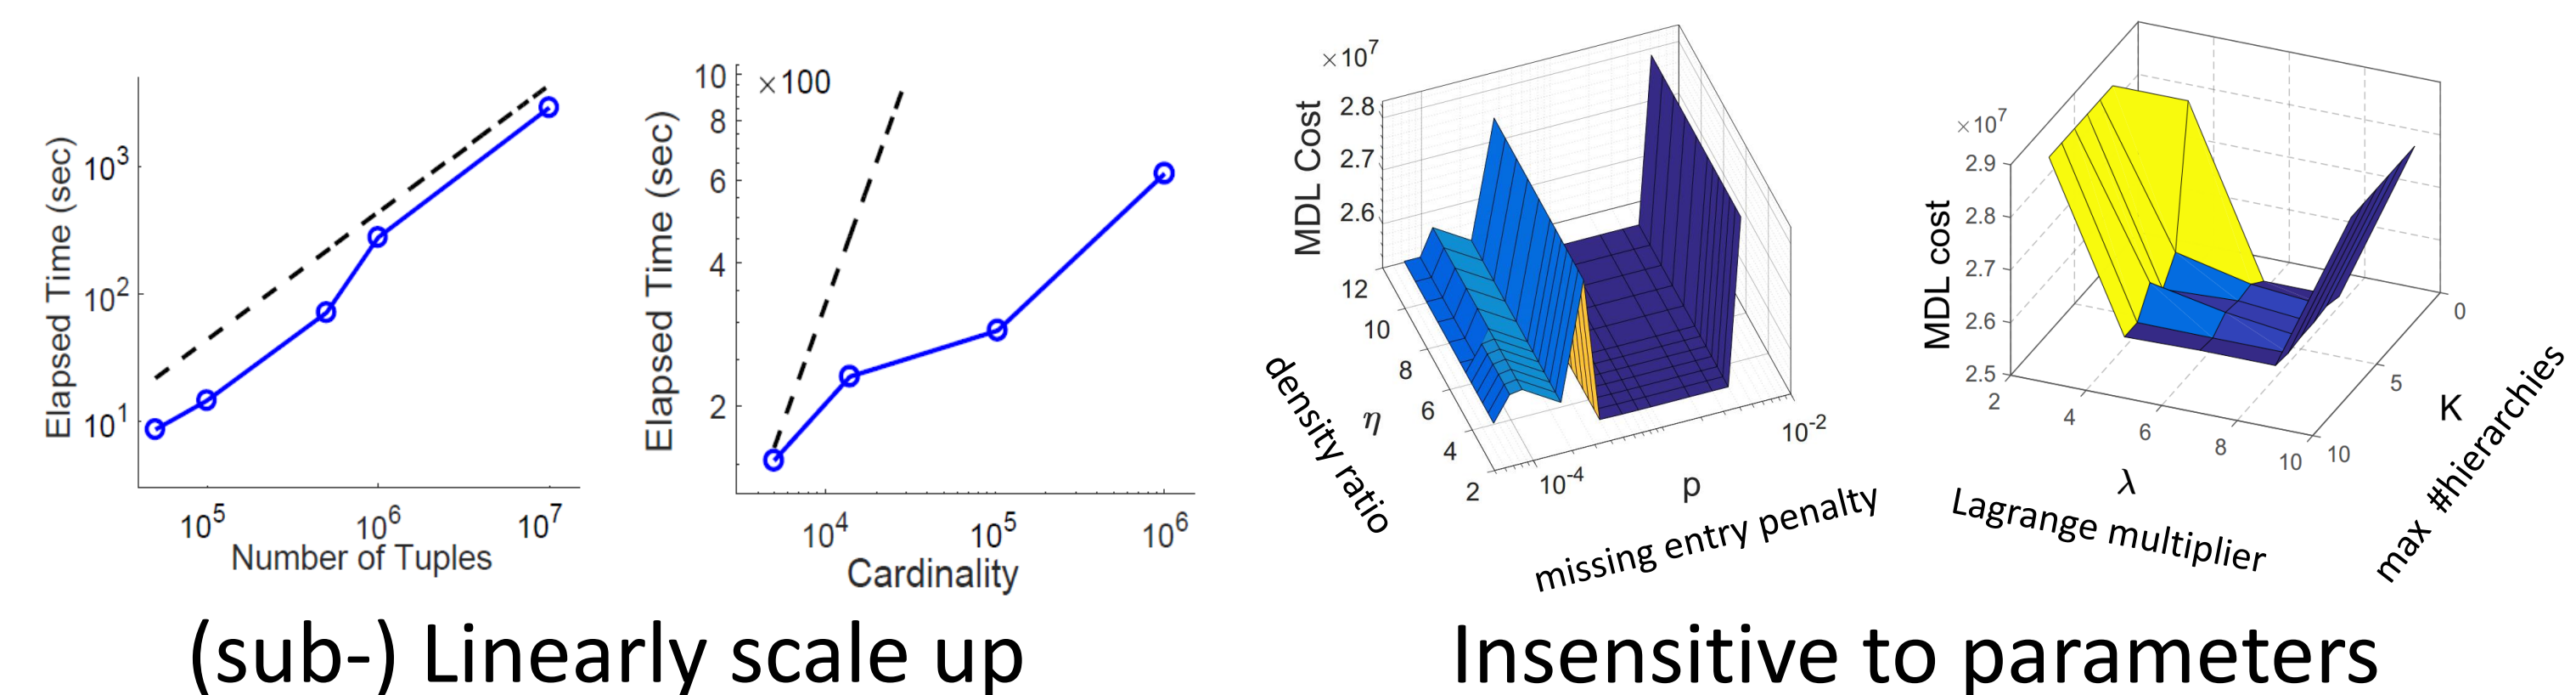 Elapsed Time (sec)
10^3
10^2
10^1
10^5
10^6
10^7
Number of Tuples
Elapsed Time (sec)
×100
10
8
6
4
2
10^4
10^5
10^6
Cardinality
(sub-) Linearly scale up
×10^7
MDL Cost
2.8
2.7
2.6
12
10
8
6
4
2
η
density ratio
10^-4
10^-2
p
missing entry penalty
×10^7
MDL cost
2.9
2.8
2.7
2.6
2.5
2
4
6
8
10
λ
Lagrange multiplier
0
5
10
K
max #hierarchies
Insensitive to parameters